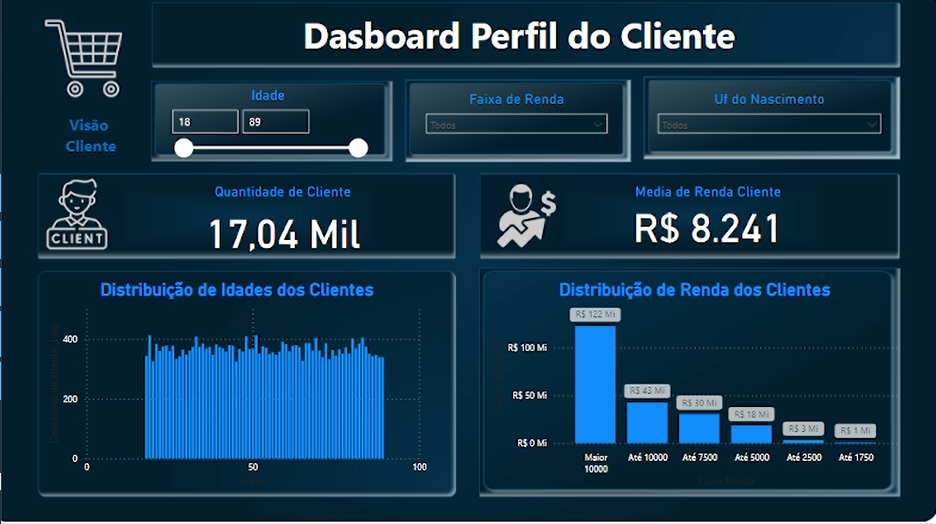 Dasboard Perfil do Cliente
Visão
Cliente
Idade
18
89
Faixa de Renda
Todos
Uf do Nascimento
Todos
CLIENT
Quantidade de Cliente
17,04 Mil
$
Media de Renda Cliente
R$ 8.241
Distribuição de Idades dos Clientes
400
200
0
0
50
100
Distribuição de Renda dos Clientes
R$ 100 Mi
R$ 50 Mi
R$ 0 Mi
R$ 122 Mi
R$ 43 Mi
R$ 30 Mi
R$ 18 Mi
R$ 3 Mi
R$ 1 Mi
Maior
10000
Até 10000
Até 7500
Até 5000
Até 2500
Até 1750
Faixa Renda